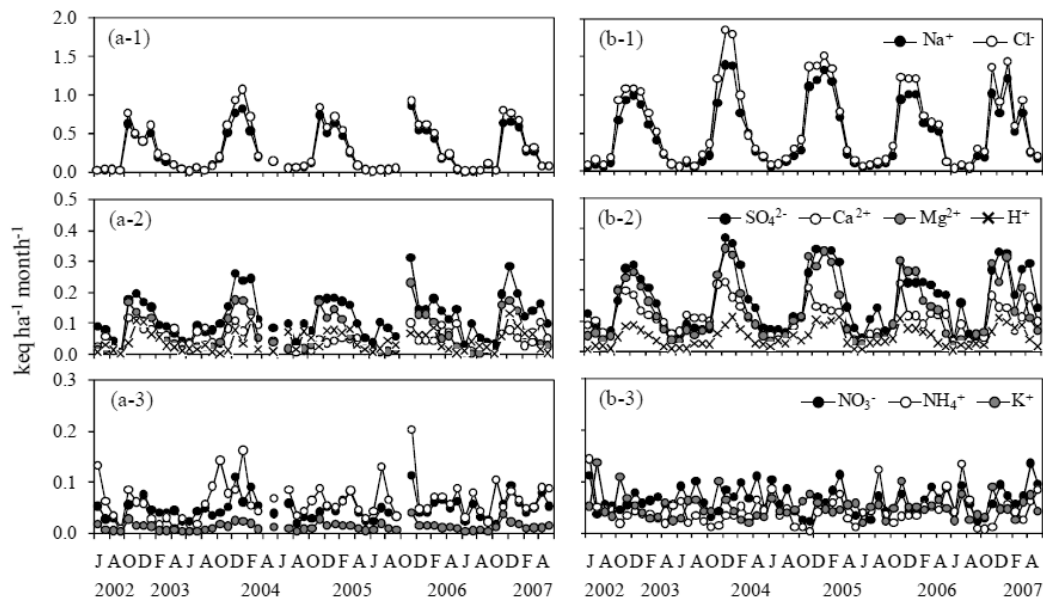 (a-1)
(b-1) Na⁺ Cl⁻
2.0
1.5
1.0
0.5
0.0
(a-2)
(b-2) SO₄²⁻ Ca²⁺ Mg²⁺ H⁺
0.5
0.4
0.3
0.2
0.1
0.0
keq ha⁻¹ month⁻¹
(a-3)
(b-3) NO₃⁻ NH₄⁺ K⁺
0.3
0.2
0.1
0.0
J A O D F A J A O D F A J A O D F A J A O D F A J A O D F A
2002 2003 2004 2005 2006 2007
J A O D F A J A O D F A J A O D F A J A O D F A J A O D F A
2002 2003 2004 2005 2006 2007